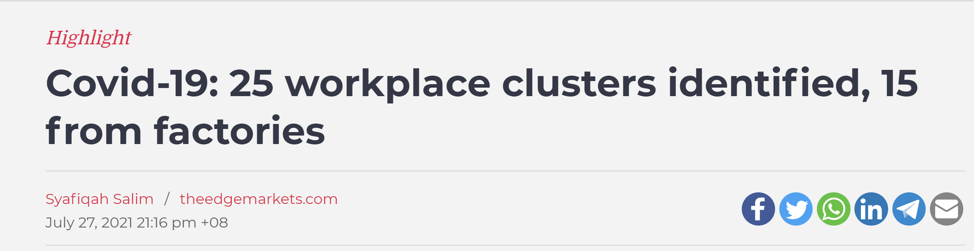 Highlight
Covid-19: 25 workplace clusters identified, 15
from factories
Syafiqah Salim / theedgemarkets.com
July 27, 2021 21:16 pm +08